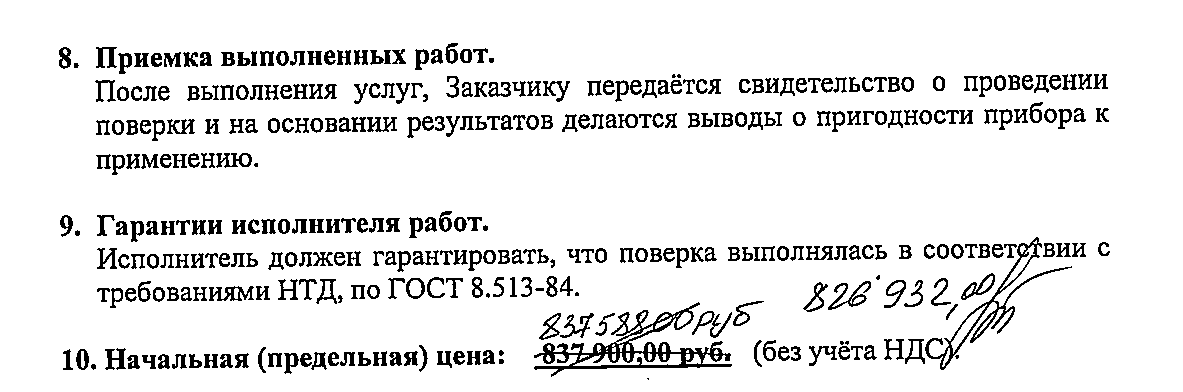 8. Приемка выполненных работ.
После выполнения услуг, Заказчику передаётся свидетельство о проведении
поверки и на основании результатов делаются выводы о пригодности прибора к
применению.
9. Гарантии исполнителя работ.
Исполнитель должен гарантировать, что поверка выполнялась в соответствии с
требованиями НТД, по ГОСТ 8.513-84.
826 932,00
руб
10. Начальная (предельная) цена: 837 900,00 руб. (без учёта НДС).